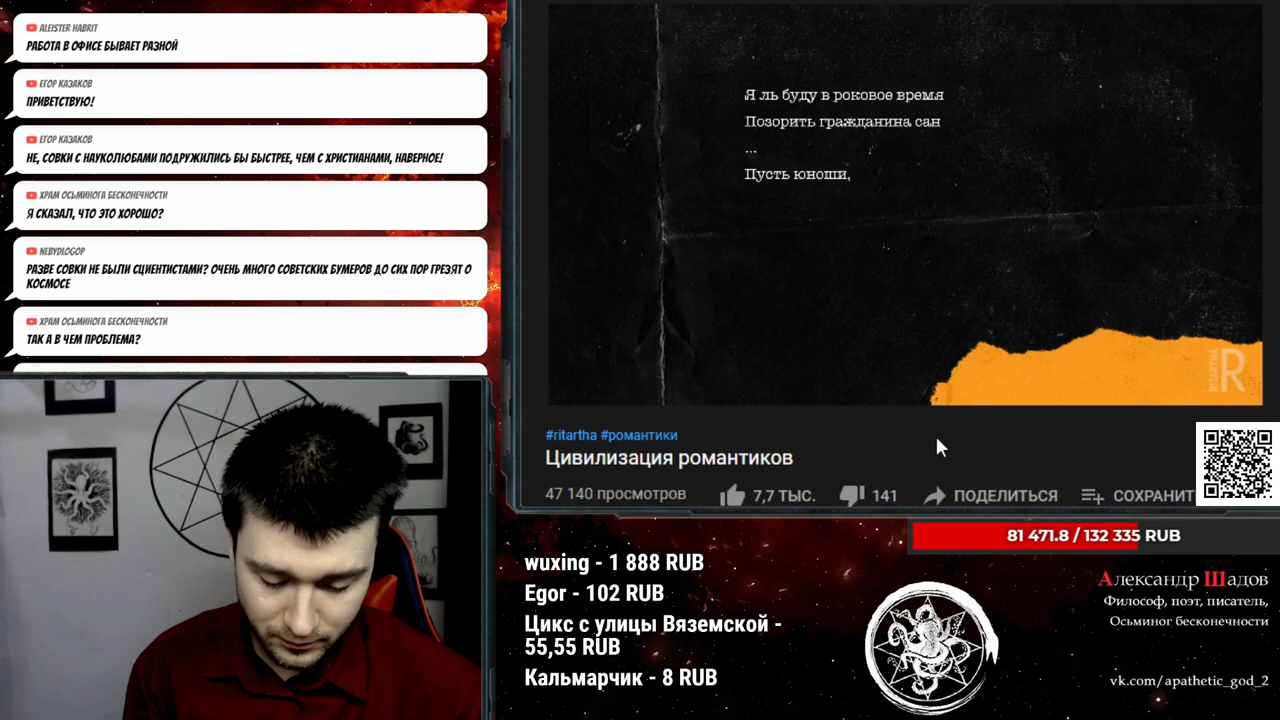 ALEISTER HABRIT
РАБОТА В ОФИСЕ БЫВАЕТ РАЗНОЙ
ЕГОР КАЗАКОВ
ПРИВЕТСТВУЮ!
ЕГОР КАЗАКОВ
НЕ, СОВКИ С НАУКОЛЮБАМИ ПОДРУЖИЛИСЬ БЫ БЫСТРЕЕ, ЧЕМ С ХРИСТИАНАМИ, НАВЕРНОЕ!
ХРАМ ОСЬМИНОГА БЕСКОНЕЧНОСТИ
Я СКАЗАЛ, ЧТО ЭТО ХОРОШО?
NEBYDLOGOP
РАЗВЕ СОВКИ НЕ БЫЛИ СЦИЕНТИСТАМИ? ОЧЕНЬ МНОГО СОВЕТСКИХ БУМЕРОВ ДО СИХ ПОР ГРЕЗЯТ О
КОСМОСЕ
ХРАМ ОСЬМИНОГА БЕСКОНЕЧНОСТИ
ТАК А В ЧЕМ ПРОБЛЕМА?
Я ль буду в роковое время
Позорить гражданина сан
...
Пусть юноши,
RITARTHA R
#ritartha #романтики
Цивилизация романтиков
47 140 просмотров 7,7 ТЫС. 141 ПОДЕЛИТЬСЯ СОХРАНИТ
81 471.8 / 132 335 RUB
wuxing - 1 888 RUB
Egor - 102 RUB
Цикс с улицы Вяземской -
55,55 RUB
Кальмарчик - 8 RUB
Александр Шадов
Философ, поэт, писатель,
Осьминог бесконечности
vk.com/apathetic_god_2